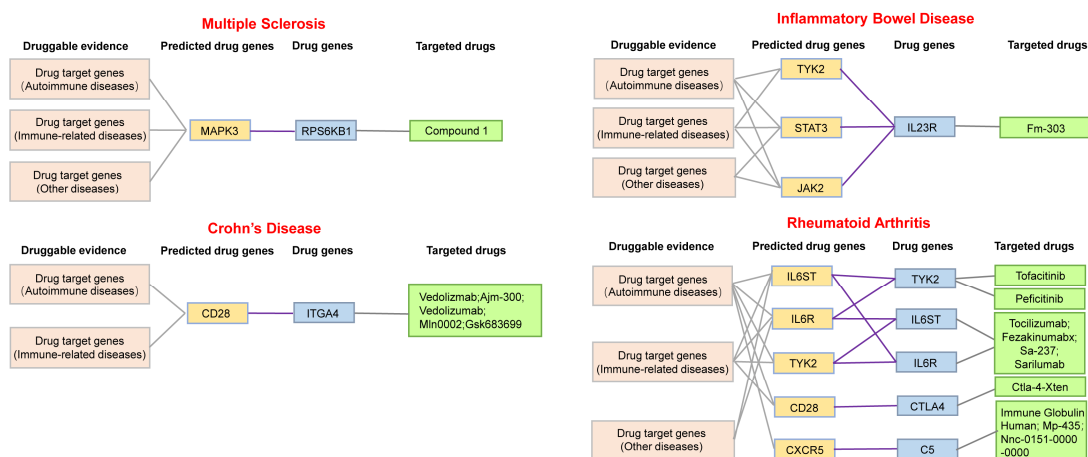 Multiple Sclerosis
Druggable evidence
Predicted drug genes
Drug genes
Targeted drugs
Drug target genes
(Autoimmune diseases)
Drug target genes
(Immune-related diseases)
Drug target genes
(Other diseases)
MAPK3
RPS6KB1
Compound 1
Inflammatory Bowel Disease
Druggable evidence
Predicted drug genes
Drug genes
Targeted drugs
Drug target genes
(Autoimmune diseases)
Drug target genes
(Immune-related diseases)
Drug target genes
(Other diseases)
TYK2
STAT3
JAK2
IL23R
Fm-303
Crohn's Disease
Druggable evidence
Predicted drug genes
Drug genes
Targeted drugs
Drug target genes
(Autoimmune diseases)
Drug target genes
(Immune-related diseases)
CD28
ITGA4
Vedolizmab;Ajm-300;
Vedolizumab;
Mln0002;Gsk683699
Rheumatoid Arthritis
Druggable evidence
Predicted drug genes
Drug genes
Targeted drugs
Drug target genes
(Autoimmune diseases)
Drug target genes
(Immune-related diseases)
Drug target genes
(Other diseases)
IL6ST
IL6R
TYK2
CD28
CXCR5
TYK2
IL6ST
IL6R
CTLA4
C5
Tofacitinib
Peficitinib
Tocilizumab;
Fezakinumabx;
Sa-237;
Sarilumab
Ctla-4-Xten
Immune Globulin
Human; Mp-435;
Nnc-0151-0000
-0000